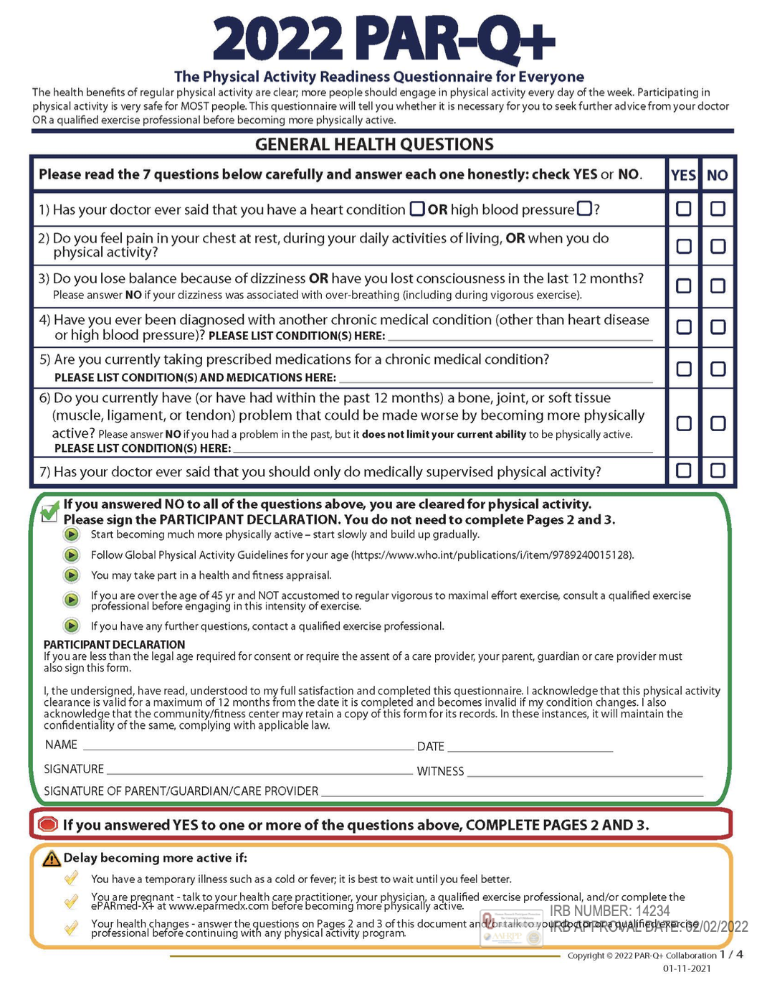 2022 PAR-Q+
The Physical Activity Readiness Questionnaire for Everyone
The health benefits of regular physical activity are clear; more people should engage in physical activity every day of the week. Participating in
physical activity is very safe for MOST people. This questionnaire will tell you whether it is necessary for you to seek further advice from your doctor
OR a qualified exercise professional before becoming more physically active.
GENERAL HEALTH QUESTIONS
Please read the 7 questions below carefully and answer each one honestly: check YES or NO. YES NO
1) Has your doctor ever said that you have a heart condition OR high blood pressure ?
2) Do you feel pain in your chest at rest, during your daily activities of living, OR when you do
physical activity?
3) Do you lose balance because of dizziness OR have you lost consciousness in the last 12 months?
Please answer NO if your dizziness was associated with over-breathing (including during vigorous exercise).
4) Have you ever been diagnosed with another chronic medical condition (other than heart disease
or high blood pressure)? PLEASE LIST CONDITION(S) HERE:
5) Are you currently taking prescribed medications for a chronic medical condition?
PLEASE LIST CONDITION(S) AND MEDICATIONS HERE:
6) Do you currently have (or have had within the past 12 months) a bone, joint, or soft tissue
(muscle, ligament, or tendon) problem that could be made worse by becoming more physically
active? Please answer NO if you had a problem in the past, but it does not limit your current ability to be physically active.
PLEASE LIST CONDITION(S) HERE:
7) Has your doctor ever said that you should only do medically supervised physical activity?
If you answered NO to all of the questions above, you are cleared for physical activity.
Please sign the PARTICIPANT DECLARATION. You do not need to complete Pages 2 and 3.
Start becoming much more physically active – start slowly and build up gradually.
Follow Global Physical Activity Guidelines for your age (https://www.who.int/publications/i/item/9789240015128).
You may take part in a health and fitness appraisal.
If you are over the age of 45 yr and NOT accustomed to regular vigorous to maximal effort exercise, consult a qualified exercise
professional before engaging in this intensity of exercise.
If you have any further questions, contact a qualified exercise professional.
PARTICIPANT DECLARATION
If you are less than the legal age required for consent or require the assent of a care provider, your parent, guardian or care provider must
also sign this form.
I, the undersigned, have read, understood to my full satisfaction and completed this questionnaire. I acknowledge that this physical activity
clearance is valid for a maximum of 12 months from the date it is completed and becomes invalid if my condition changes. I also
acknowledge that the community/fitness center may retain a copy of this form for its records. In these instances, it will maintain the
confidentiality of the same, complying with applicable law.
NAME DATE
SIGNATURE WITNESS
SIGNATURE OF PARENT/GUARDIAN/CARE PROVIDER
If you answered YES to one or more of the questions above, COMPLETE PAGES 2 AND 3.
Delay becoming more active if:
You have a temporary illness such as a cold or fever; it is best to wait until you feel better.
You are pregnant - talk to your health care practitioner, your physician, a qualified exercise professional, and/or complete the
ePARmed-X+ at www.eparmedx.com before becoming more physically active.
Your health changes - answer the questions on Pages 2 and 3 of this document and/or talk to your doctor or a qualified exercise
professional before continuing with any physical activity program.
AAHRPP
IRB NUMBER: 14234
IRB APPROVAL DATE: 02/02/2022
Copyright © 2022 PAR-Q+ Collaboration 1 / 4
01-11-2021